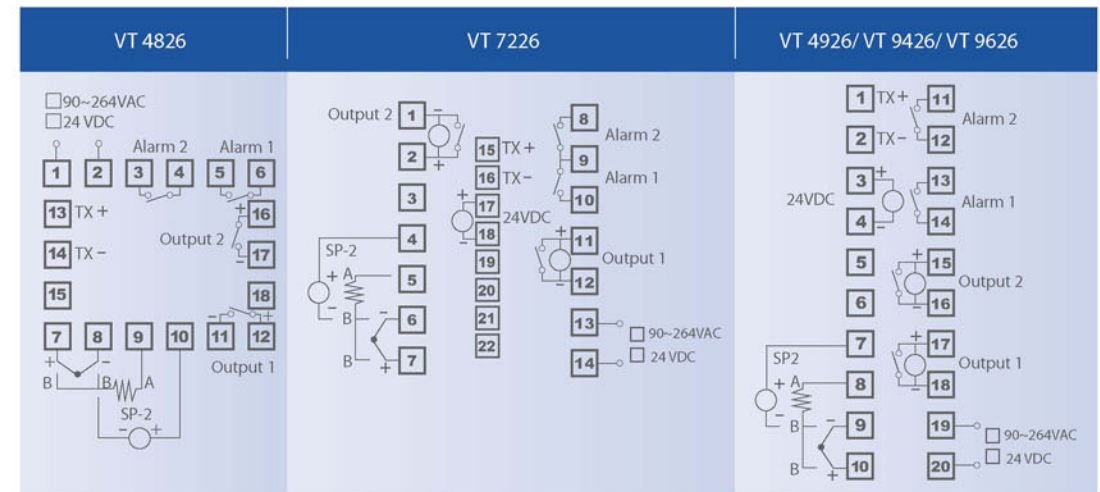 VT 4826
VT 7226
VT 4926/ VT 9426/ VT 9626
90~264VAC
24 VDC
Alarm 2 Alarm 1
1 2 3 4 5 6
13 TX + + 16
Output 2
14 TX - - 17
15 18
- +
7 8 9 10 11 12
+ - Output 1
B B A
SP-2
- +
Output 2 1 -
2 +
3
SP-2 4
+ A 5
- B - 6
B + 7
15 TX +
16 TX-
+ 17
24VDC
- 18
19
20
21
22
8
Alarm 2
9
Alarm 1
10
+ 11
Output 1
- 12
13 90~264VAC
14 24 VDC
1 TX+ 11
Alarm 2
2 TX- 12
3 + 13
24VDC Alarm 1
4 - 14
5 + 15
Output 2
6 - 16
7 + 17
SP2 Output 1
+ A 8 - 18
- B - 9 19 90~264VAC
B + 10 20 24 VDC